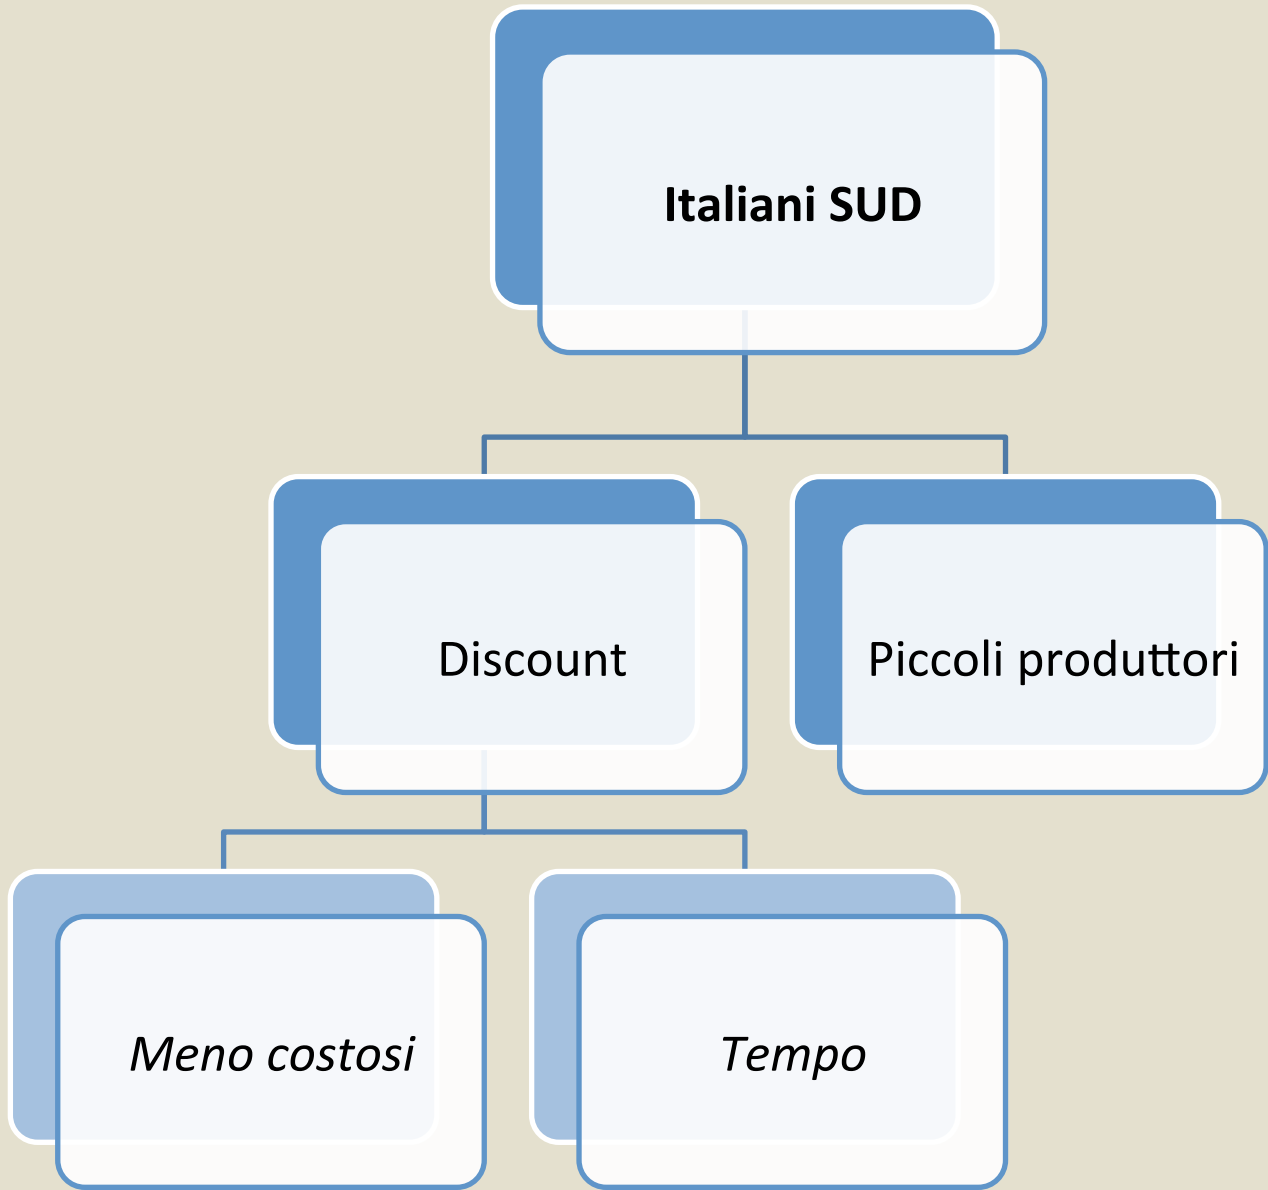 Italiani SUD
Discount
Piccoli produttori
Meno costosi
Tempo